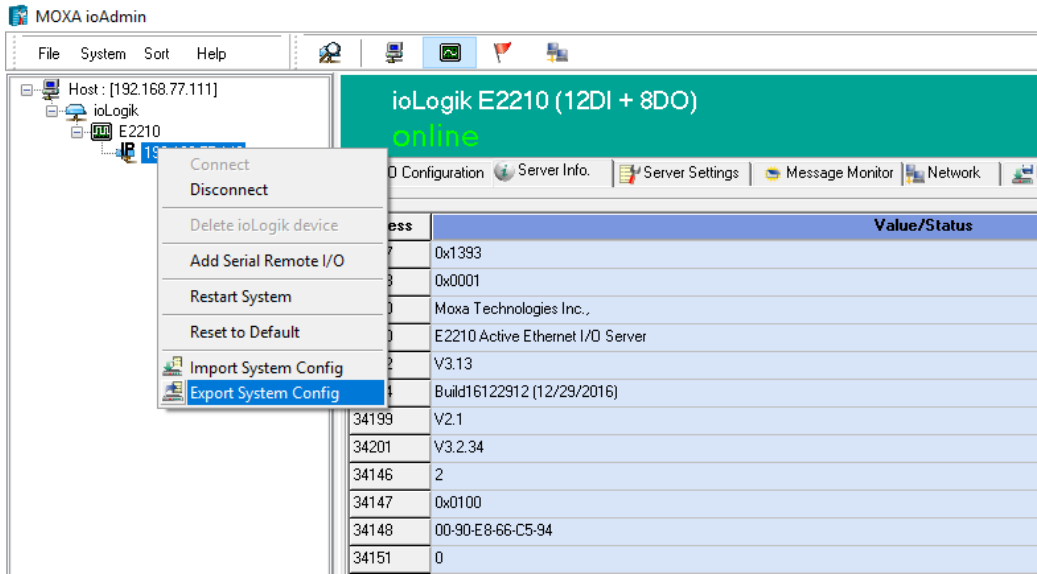 MOXA ioAdmin
File System Sort Help
Host : [192.168.77.111]
ioLogik
E2210
ioLogik E2210 (12DI + 8DO)
online
Configuration Server Info. Server Settings Message Monitor Network
Connect
Disconnect
Delete ioLogik device
Add Serial Remote I/O
Restart System
Reset to Default
Import System Config
Export System Config
Value/Status
0x1393
0x0001
Moxa Technologies Inc.,
E2210 Active Ethernet I/O Server
V3.13
Build16122912 (12/29/2016)
34199 V2.1
34201 V3.2.34
34146 2
34147 0x0100
34148 00-90-E8-66-C5-94
34151 0